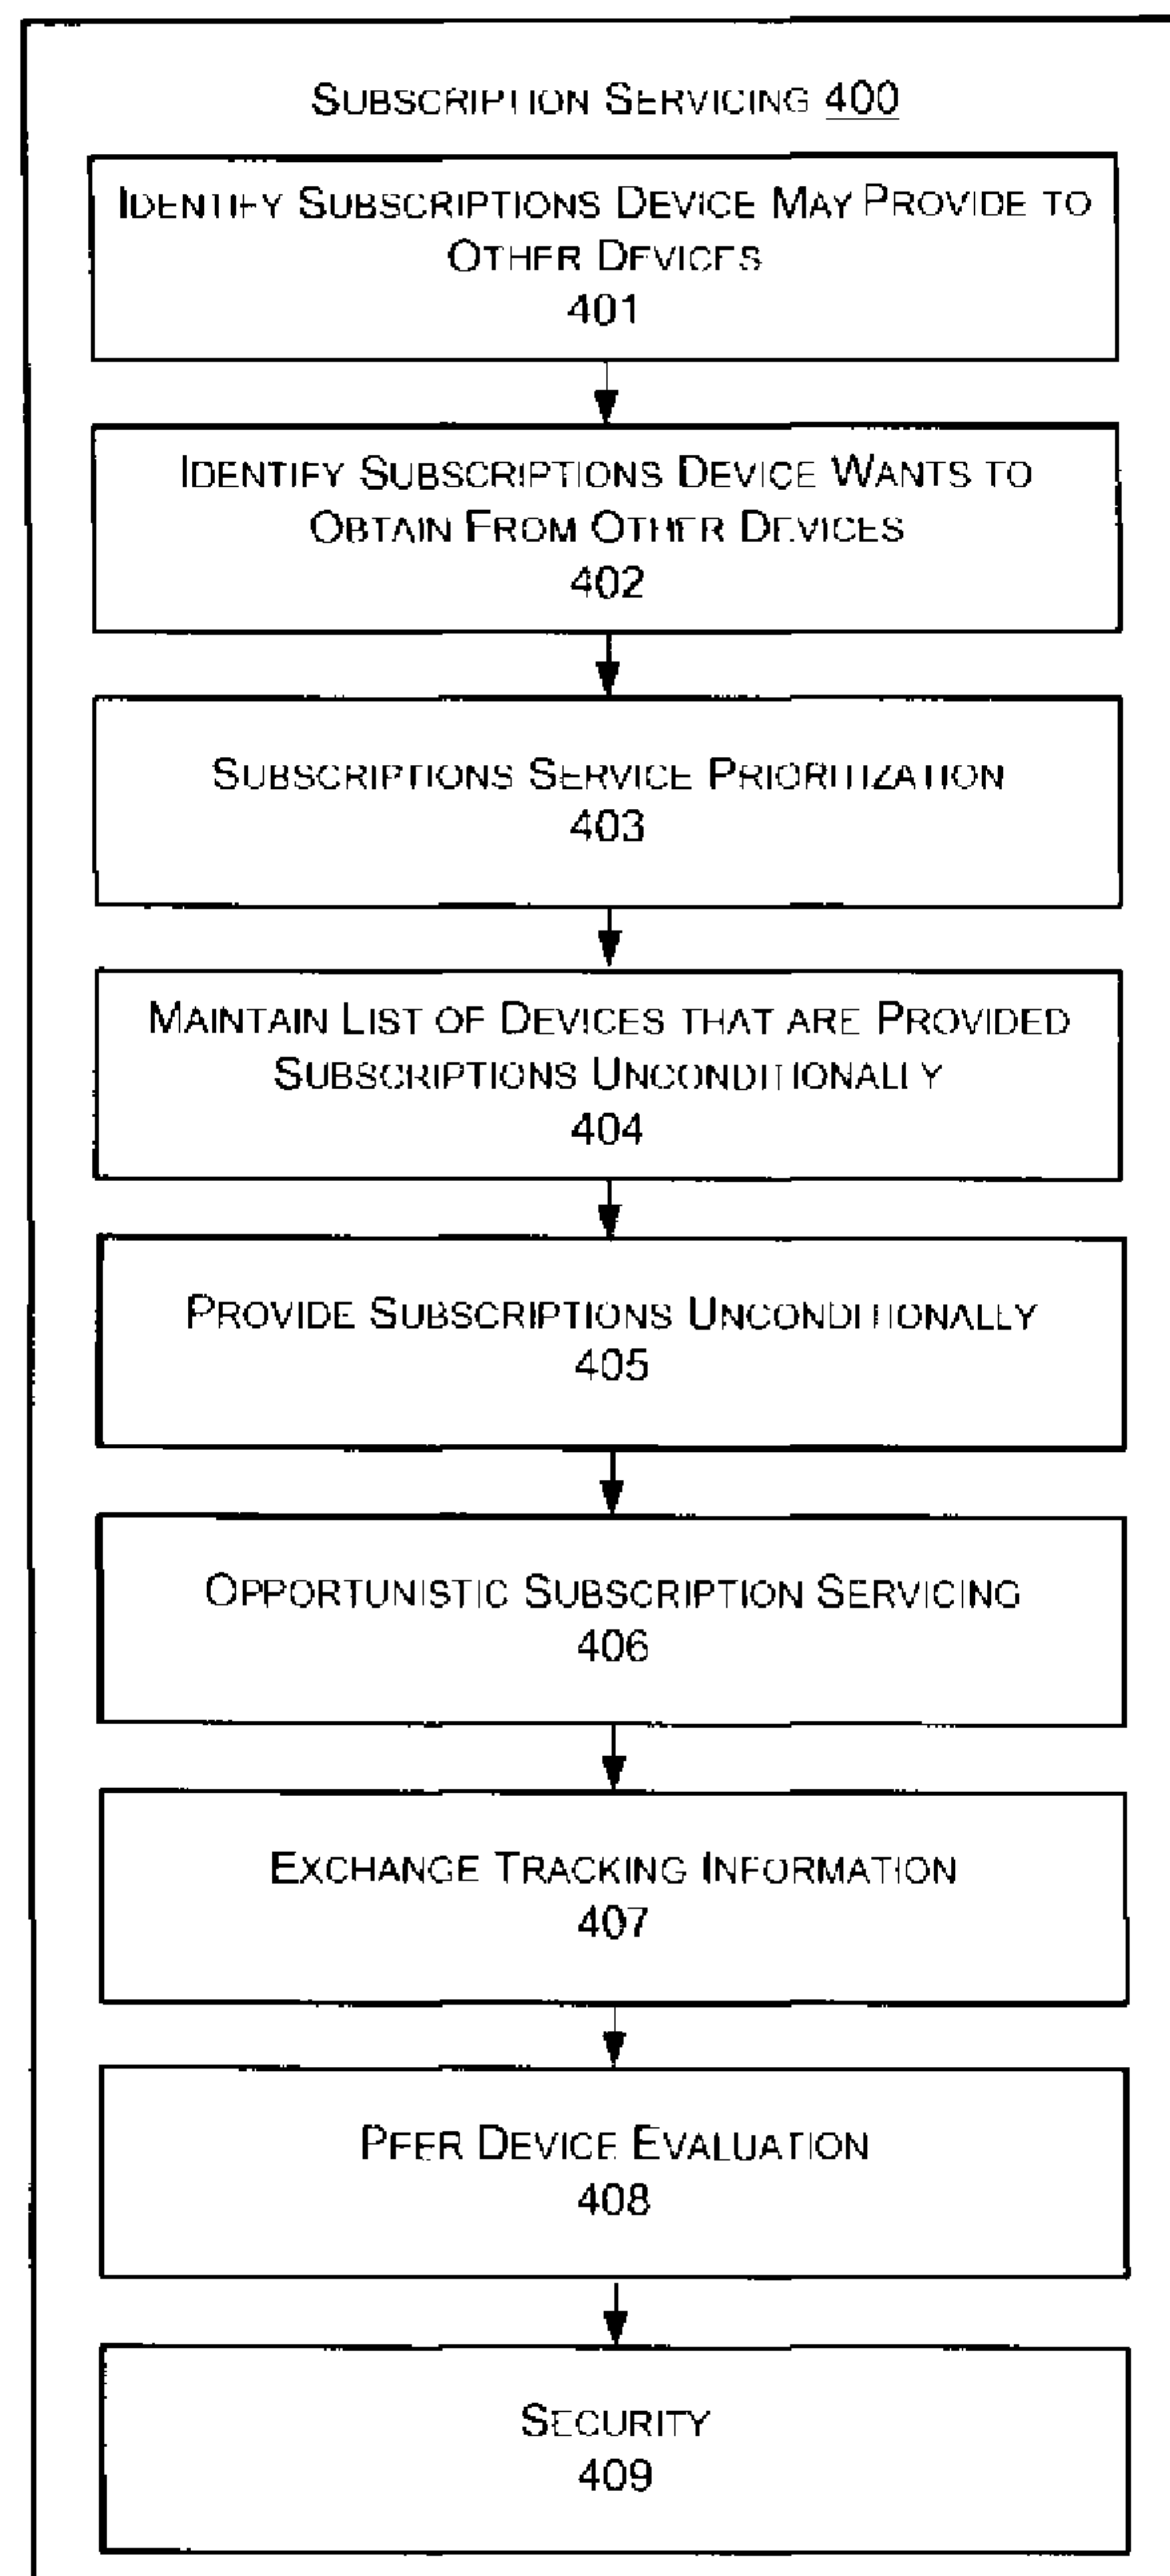 SUBSCRIPTION SERVICING 400
IDENTIFY SUBSCRIPTIONS DEVICE MAY PROVIDE TO
OTHER DEVICES
401
IDENTIFY SUBSCRIPTIONS DEVICE WANTS TO
OBTAIN FROM OTHER DEVICES
402
SUBSCRIPTIONS SERVICE PRIORITIZATION
403
MAINTAIN LIST OF DEVICES THAT ARE PROVIDED
SUBSCRIPTIONS UNCONDITIONALLY
404
PROVIDE SUBSCRIPTIONS UNCONDITIONALLY
405
OPPORTUNISTIC SUBSCRIPTION SERVICING
406
EXCHANGE TRACKING INFORMATION
407
PEER DEVICE EVALUATION
408
SECURITY
409